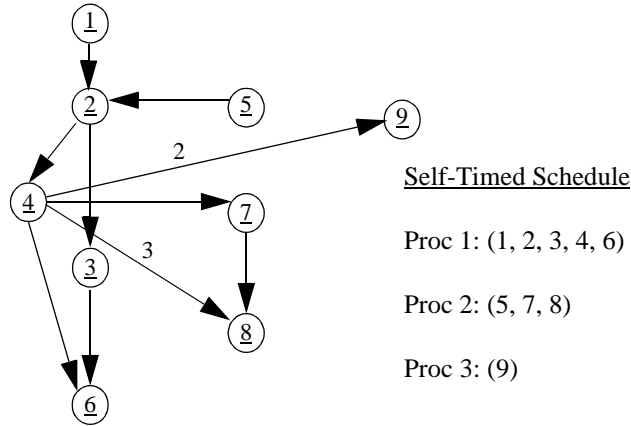 1
2
5
9
2
Self-Timed Schedule
4
7
Proc 1: (1, 2, 3, 4, 6)
3
3
Proc 2: (5, 7, 8)
8
Proc 3: (9)
6